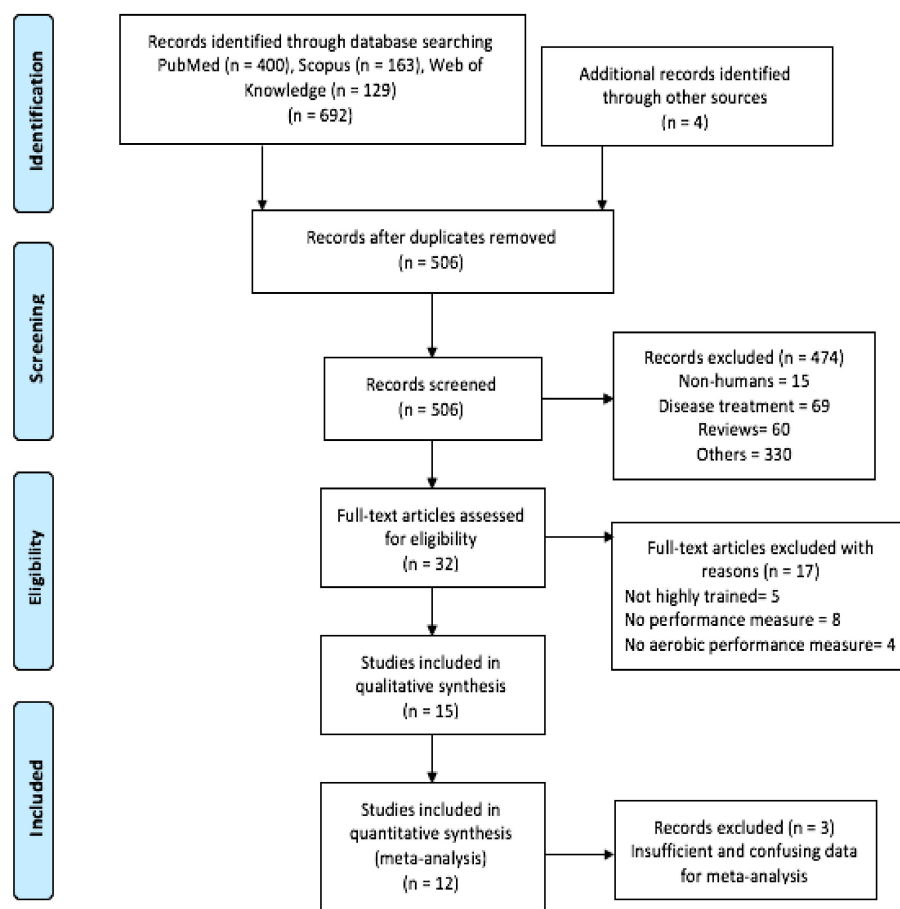 Identification
Records identified through database searching
PubMed (n = 400), Scopus (n = 163), Web of
Knowledge (n = 129)
(n = 692)
Additional records identified
through other sources
(n = 4)
Records after duplicates removed
(n = 506)
Screening
Records screened
(n = 506)
Records excluded (n = 474)
Non-humans = 15
Disease treatment = 69
Reviews= 60
Others = 330
Eligibility
Full-text articles assessed
for eligibility
(n = 32)
Full-text articles excluded with
reasons (n = 17)
Not highly trained= 5
No performance measure = 8
No aerobic performance measure= 4
Studies included in
qualitative synthesis
(n = 15)
Included
Studies included in
quantitative synthesis
(meta-analysis)
(n = 12)
Records excluded (n = 3)
Insufficient and confusing data
for meta-analysis